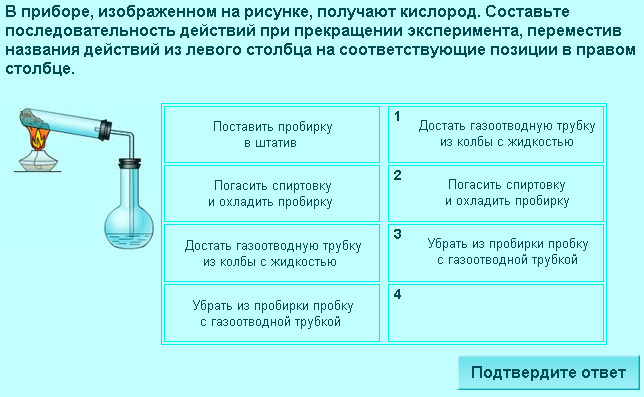 В приборе, изображенном на рисунке, получают кислород. Составьте
последовательность действий при прекращении эксперимента, переместив
названия действий из левого столбца на соответствующие позиции в правом
столбце.
Поставить пробирку
в штатив
1
Достать газоотводную трубку
из колбы с жидкостью
Погасить спиртовку
и охладить пробирку
2
Погасить спиртовку
и охладить пробирку
Достать газоотводную трубку
из колбы с жидкостью
3
Убрать из пробирки пробку
с газоотводной трубкой
Убрать из пробирки пробку
с газоотводной трубкой
4
Подтвердите ответ